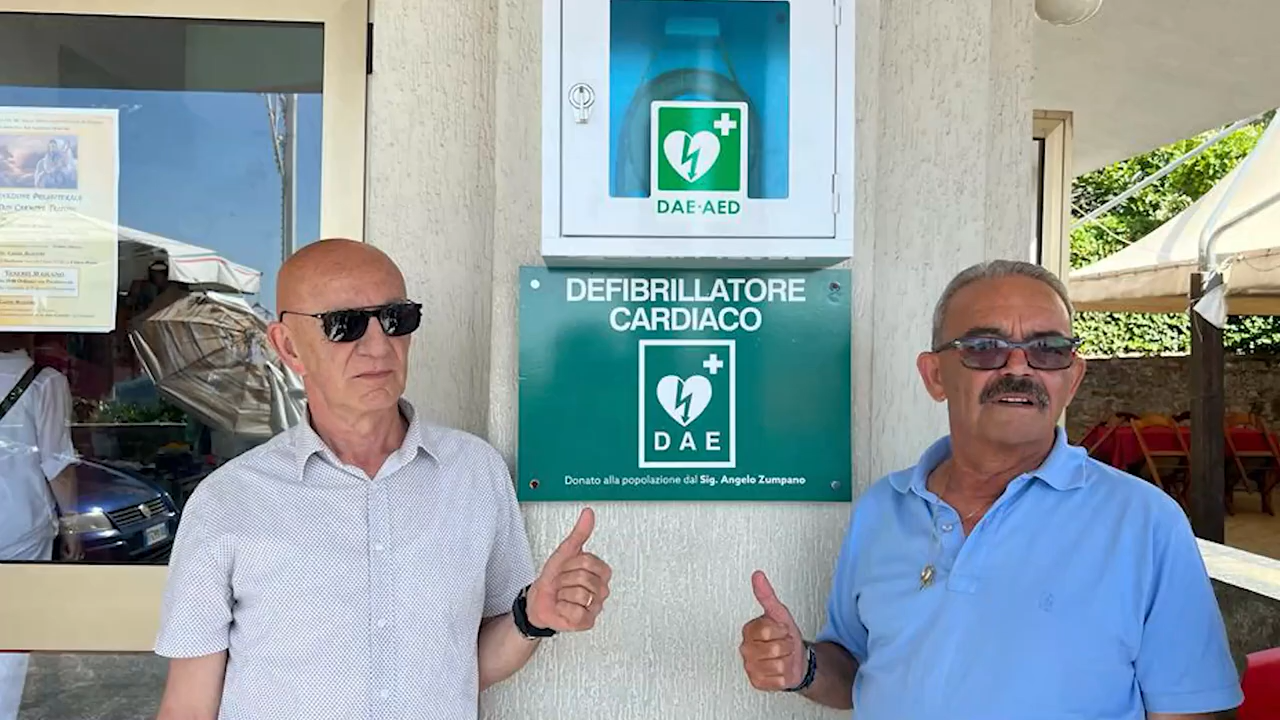 DAE·AED
DEFIBRILLATORE
CARDIACO
DAE
Donato alla popolazione dal Sig. Angelo Zumpano